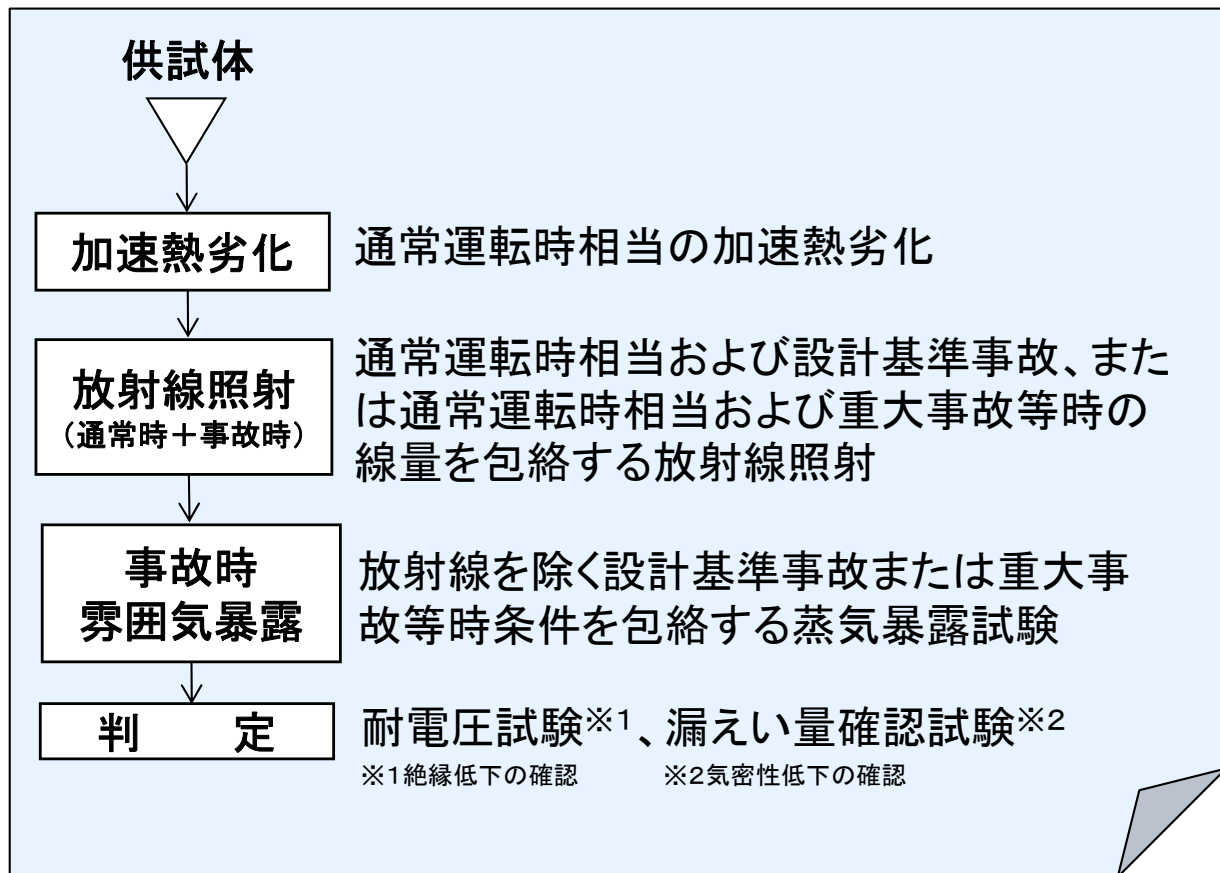 供試体
加速熱劣化
通常運転時相当の加速熱劣化
放射線照射
(通常時＋事故時)
通常運転時相当および設計基準事故、また
は通常運転時相当および重大事故等時の
線量を包絡する放射線照射
事故時
雰囲気暴露
放射線を除く設計基準事故または重大事
故等時条件を包絡する蒸気暴露試験
判　　定
耐電圧試験※1、漏えい量確認試験※2
※1絶縁低下の確認　　※2気密性低下の確認